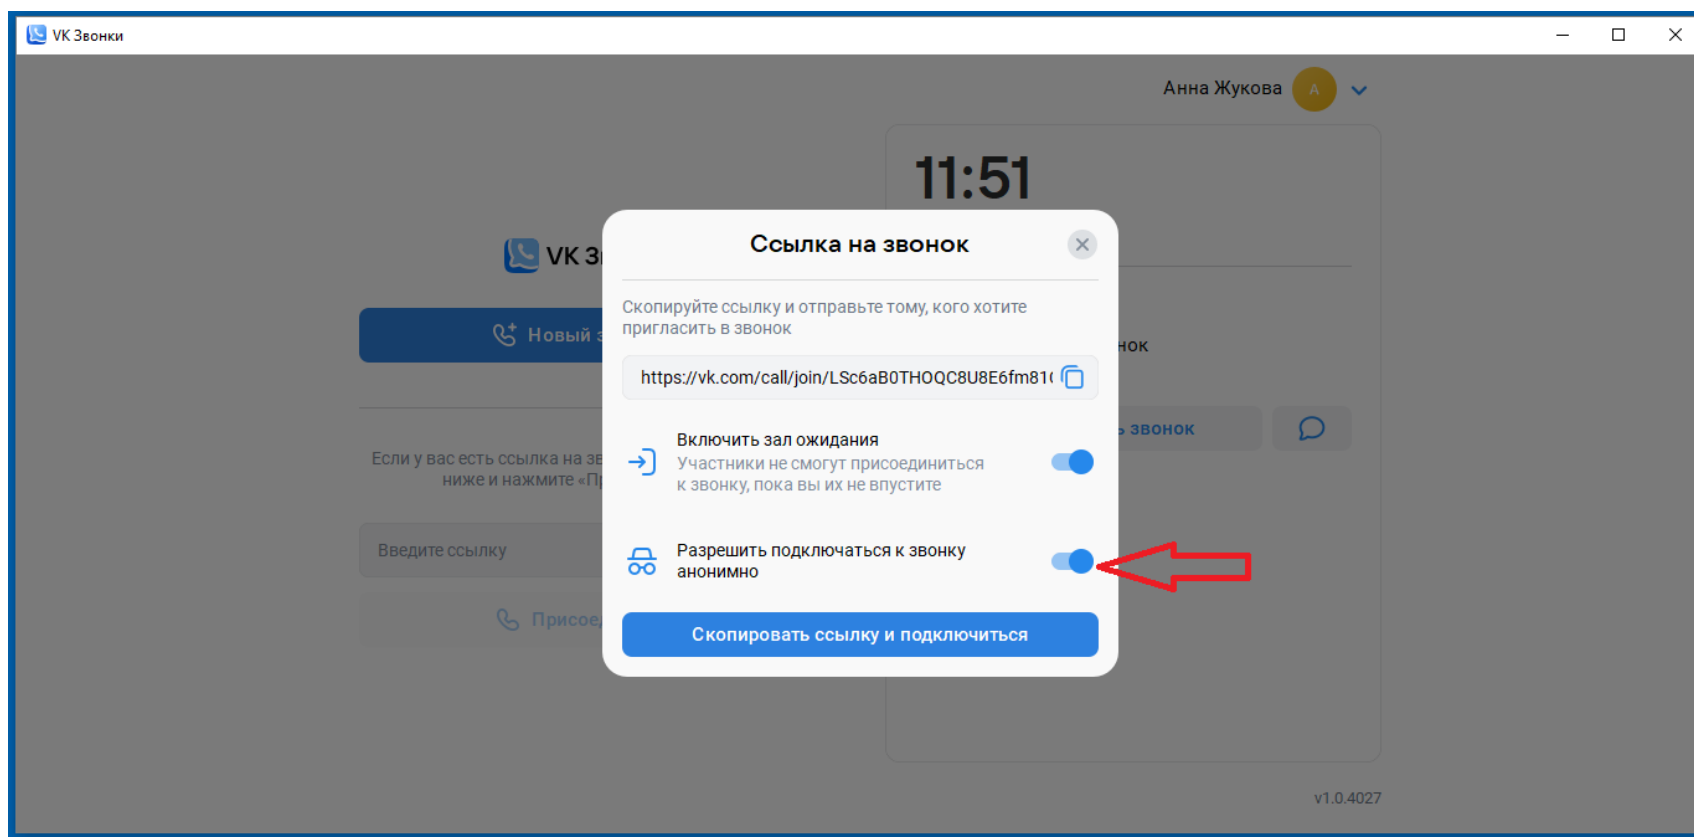 VK Звонки
Анна Жукова
А
11:51
VK
Новый
Если у вас есть ссылка на
ниже и нажмите
Введите ссылку
Ссылка на звонок
Скопируйте ссылку и отправьте тому, кого хотите
пригласить в звонок
https://vk.com/call/join/LSc6aB0THOQC8U8E6fm81
Включить зал ожидания
Участники не смогут присоединиться
к звонку, пока вы их не впустите
Разрешить подключаться к звонку
анонимно
Скопировать ссылку и подключиться
звонок
v1.0.4027